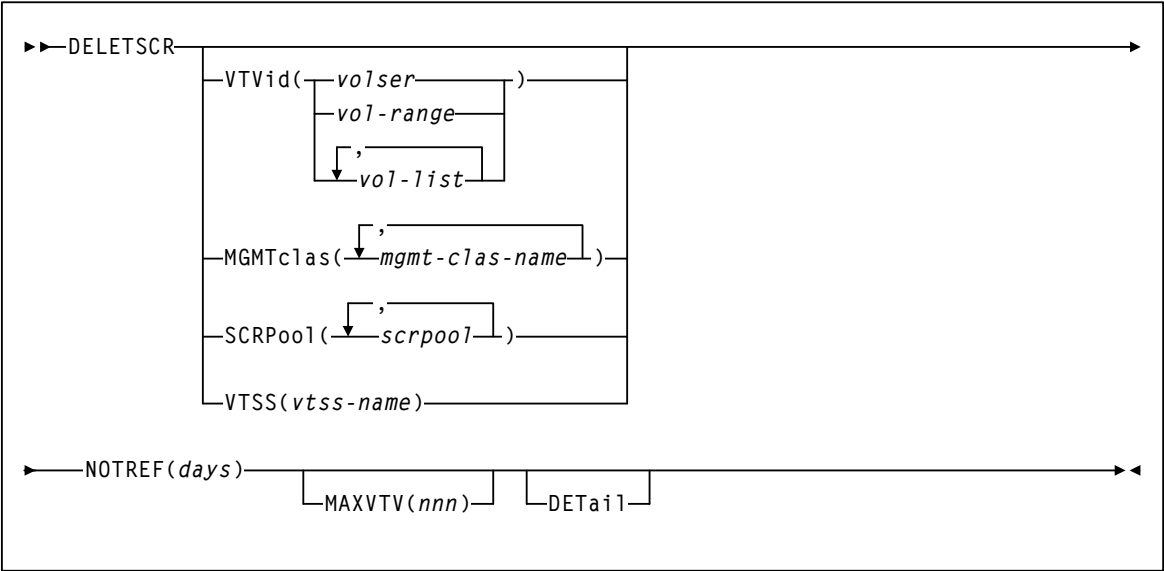 DELETSCR
VTVid( volser )
vol-range
,
vol-list
,
MGMTclas( mgmt-clas-name )
,
SCRPool( scrpool )
VTSS(vtss-name)
NOTREF(days)
MAXVTV(nnn) DETail